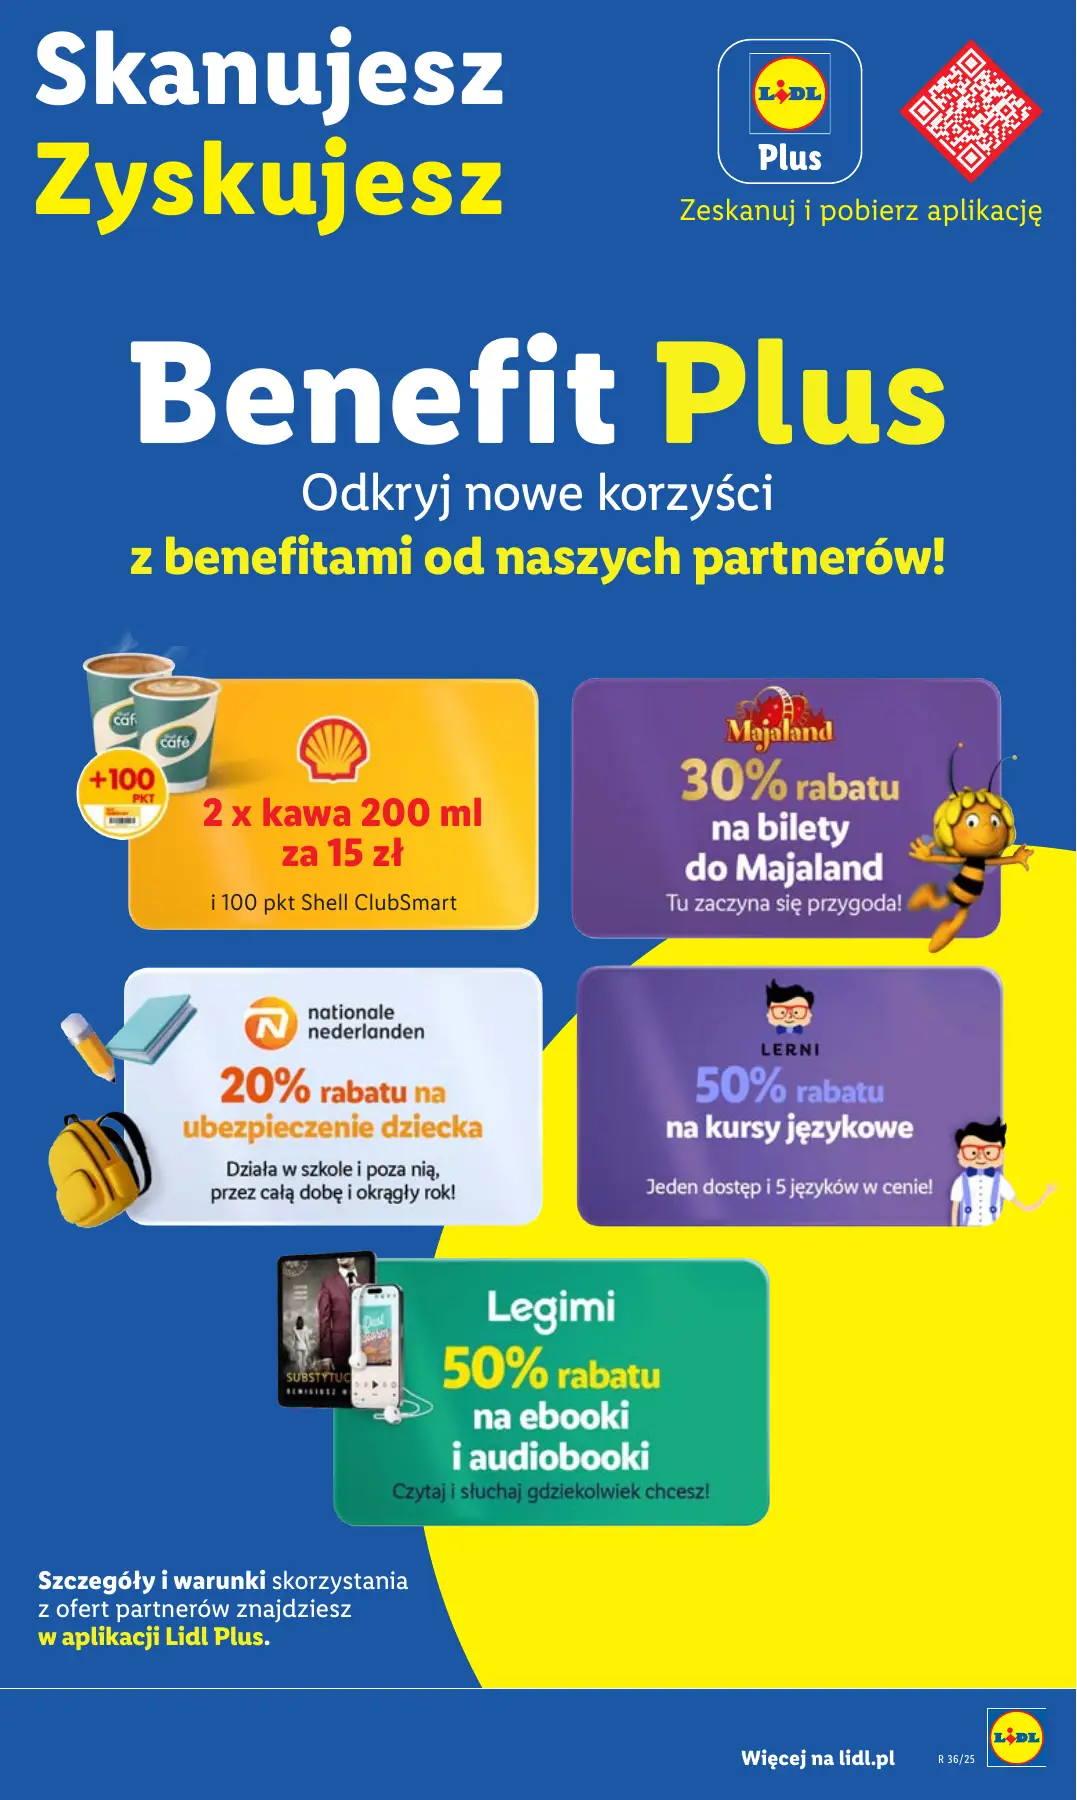 Skanujesz
Zyskujesz
LIDL
Plus
Zeskanuj i pobierz aplikację
Benefit Plus
Odkryj nowe korzyści
z benefitami od naszych partnerów!
café
café
+100
PKT
2 x kawa 200 ml
za 15 zł
i 100 pkt Shell ClubSmart
Majaland
30% rabatu
na bilety
do Majaland
Tu zaczyna się przygoda!
nationale
nederlanden
20% rabatu na
ubezpieczenie dziecka
Działa w szkole i poza nią,
przez całą dobę i okrągły rok!
LERNI
50% rabatu
na kursy językowe
Jeden dostęp i 5 języków w cenie!
SUBSTYTUC
REMIGIUSZ
Legimi
50% rabatu
na ebooki
i audiobooki
Czytaj i słuchaj gdziekolwiek chcesz!
Szczegóły i warunki skorzystania
z ofert partnerów znajdziesz
w aplikacji Lidl Plus.
Więcej na lidl.pl
R 36/25
LIDL